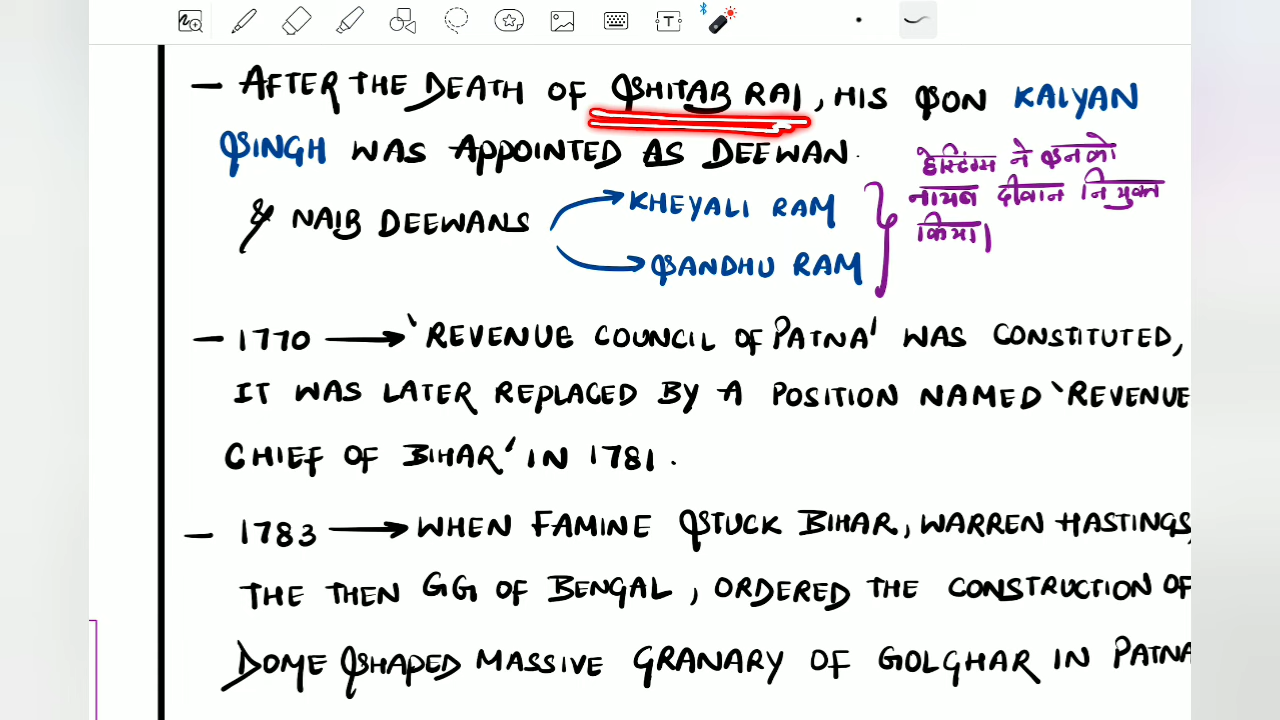 - AFTER THE DEATH OF SHITAB RAI, HIS SON KALYAN
SINGH WAS APPOINTED AS DEEWAN.
& NAIB DEEWANS
KHEYALI RAM
SANDHU RAM
हेस्टिंग्स ने इनको
नायब दीवान नियुक्त
किया।
- 1770 → 'REVENUE COUNCIL OF PATNA' WAS CONSTITUTED,
IT WAS LATER REPLACED BY A POSITION NAMED 'REVENUE
CHIEF OF BIHAR' IN 1781.
- 1783 → WHEN FAMINE STUCK BIHAR, WARREN HASTINGS,
THE THEN GG OF BENGAL, ORDERED THE CONSTRUCTION OF
DOME SHAPED MASSIVE GRANARY OF GOLGHAR IN PATNA